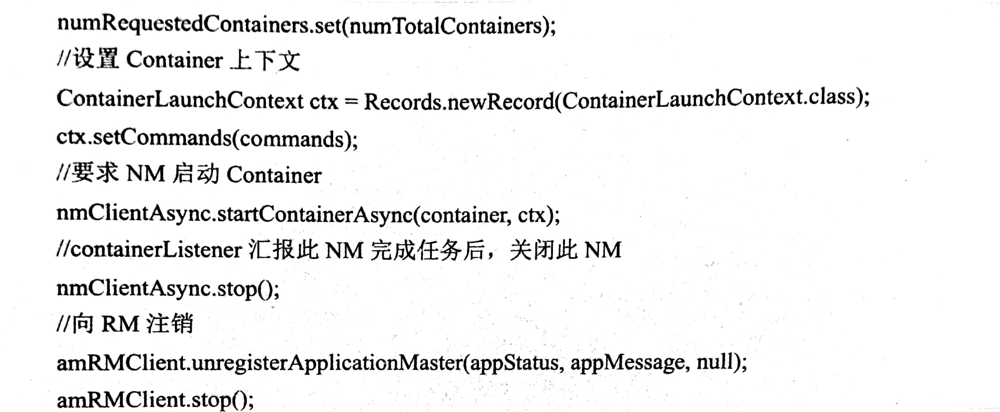 numRequestedContainers.set(numTotalContainers);
//设置 Container 上下文
ContainerLaunchContext ctx = Records.newRecord(ContainerLaunchContext.class);
ctx.setCommands(commands);
//要求 NM 启动 Container
nmClientAsync.startContainerAsync(container, ctx);
//containerListener 汇报此 NM 完成任务后，关闭此 NM
nmClientAsync.stop();
//向 RM 注销
amRMClient.unregisterApplicationMaster(appStatus, appMessage, null);
amRMClient.stop();